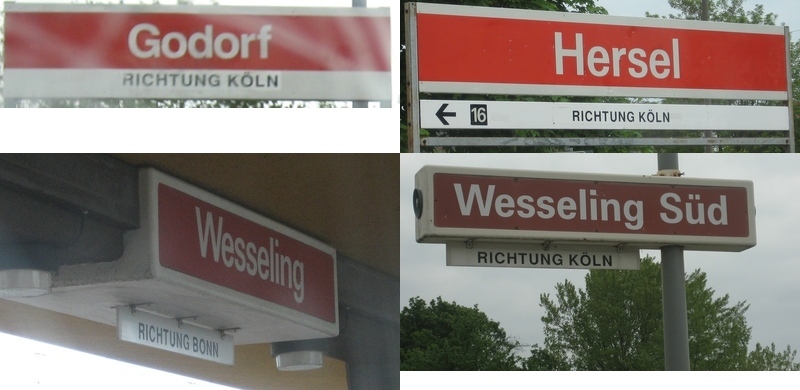 Godorf
RICHTUNG KÖLN
Hersel
← 16 RICHTUNG KÖLN
Wesseling
RICHTUNG BONN
Wesseling Süd
RICHTUNG KÖLN